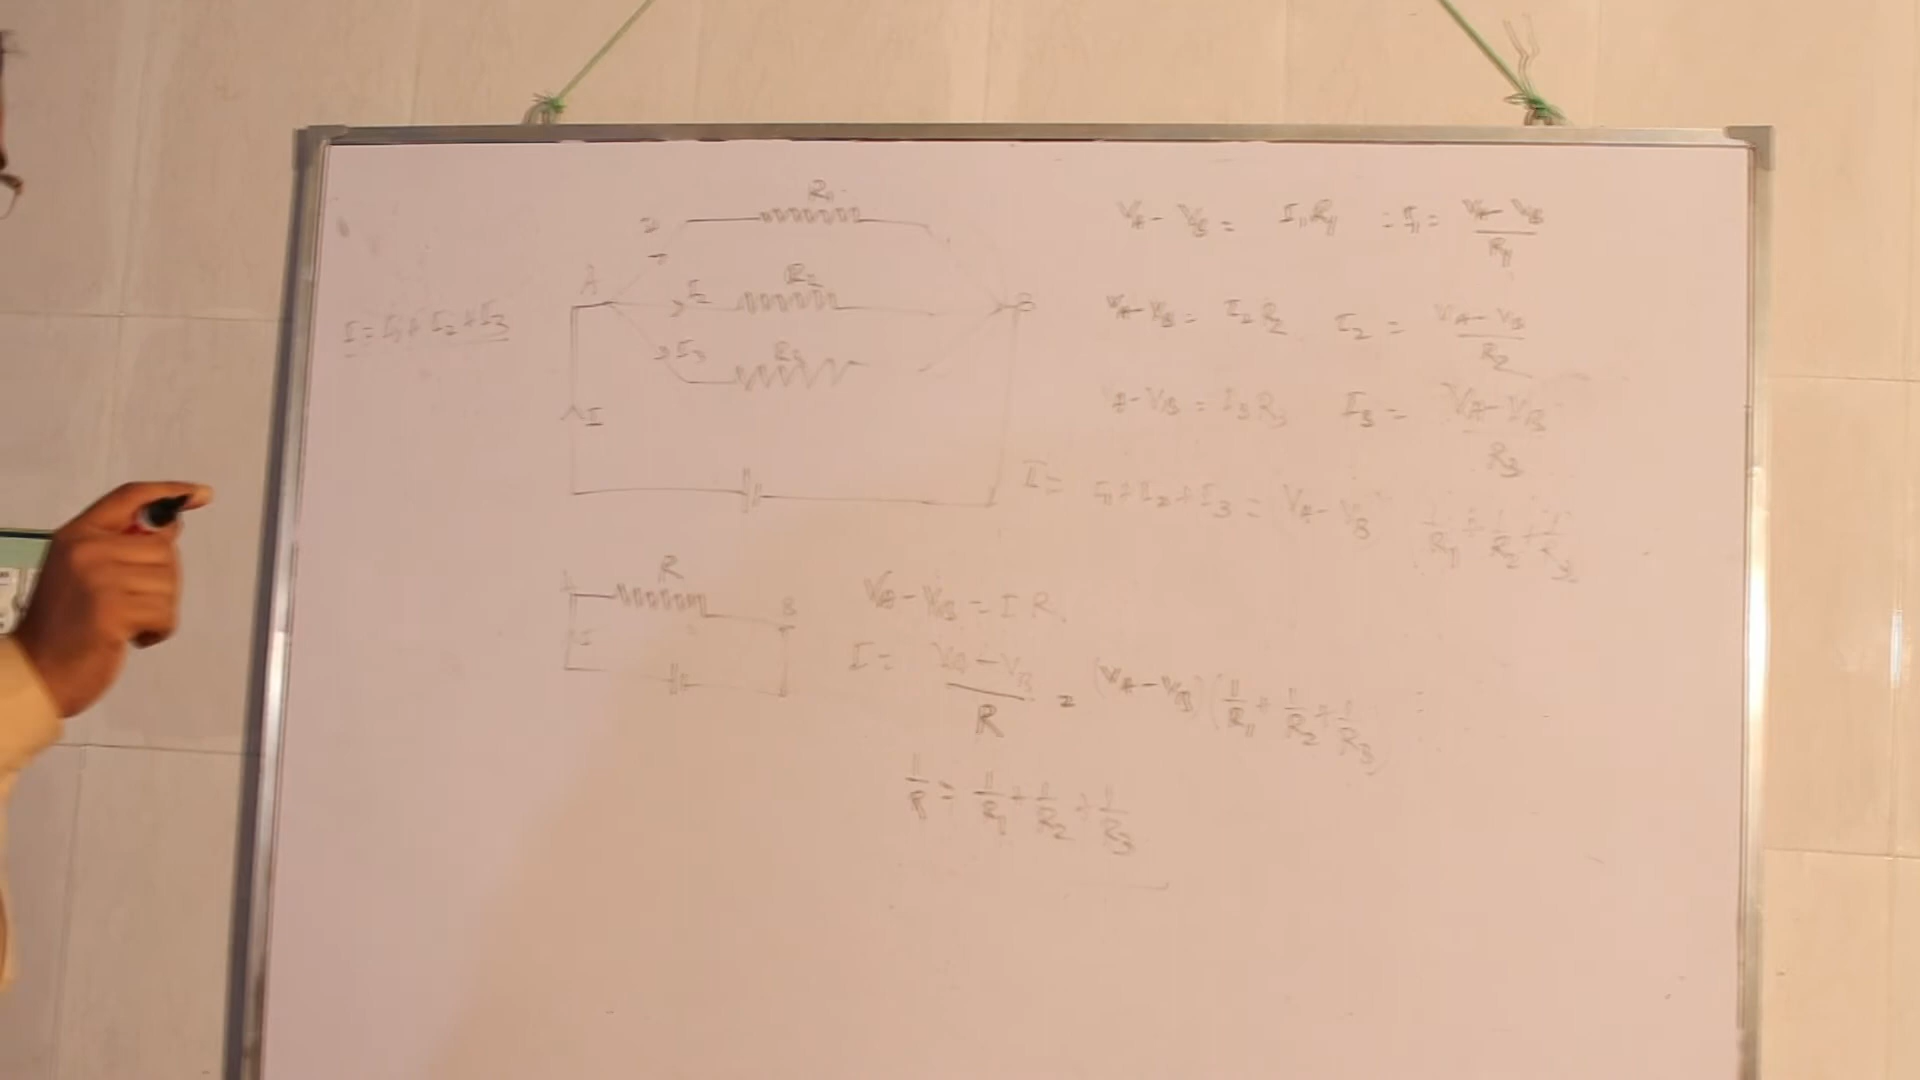 R₁
I
V_A - V_B = I₁R₁ = I₁ = (V_A - V_B)/R₁
A
I₂ R₂
B
V_A - V_B = I₂R₂ I₂ = (V_A - V_B)/R₂
I = I₁ + I₂ + I₃
I₃ R₃
I
V_A - V_B = I₃R₃ I₃ = (V_A - V_B)/R₃
I = I₁ + I₂ + I₃ = V_A - V_B 1/R₁ + 1/R₂ + 1/R₃
A R B
I
V_A - V_B = I R
I = (V_A - V_B)/R = (V_A - V_B)(1/R₁ + 1/R₂ + 1/R₃)
1/R = 1/R₁ + 1/R₂ + 1/R₃